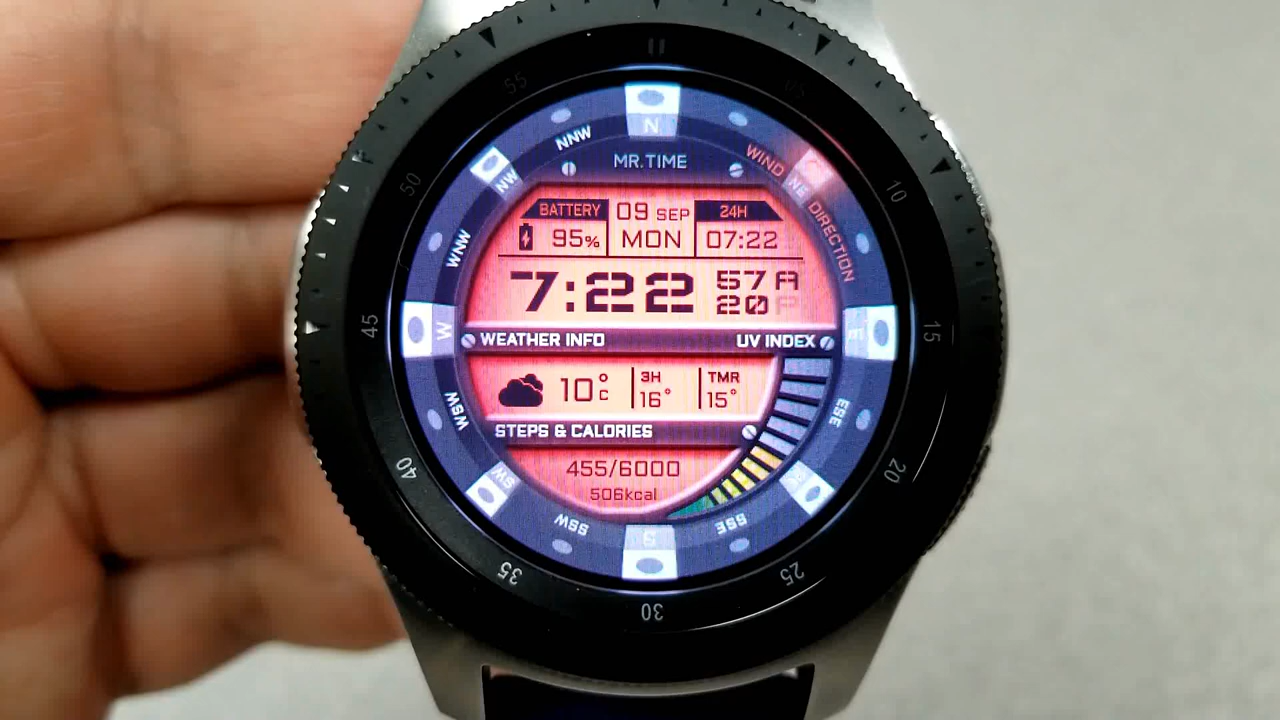 55
05
50
10
45
15
40
20
35
25
30
N
NNW
NW
WNW
W
WSW
SW
SSW
S
SSE
ESE
NE
WIND
DIRECTION
MR.TIME
BATTERY
09 SEP
24H
95%
MON
07:22
7:22
57 A
20 P
WEATHER INFO
UV INDEX
10°C
3H
16°
TMR
15°
STEPS & CALORIES
455/6000
506kcal